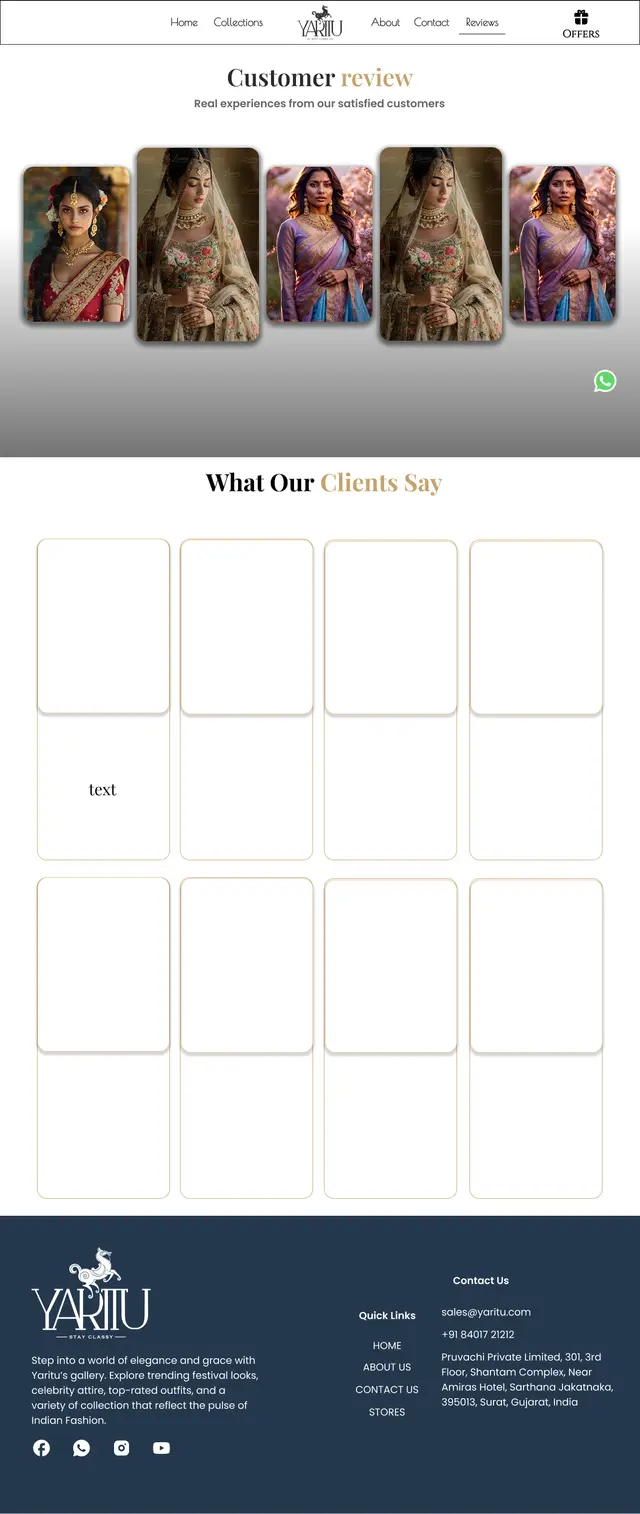 Home
Collections
YARITU
About
Contact
Reviews
OFFERS
Customer review
Real experiences from our satisfied customers
What Our Clients Say
text
YARITU
STAY CLASSY
Step into a world of elegance and grace with
Yaritu’s gallery. Explore trending festival looks,
celebrity attire, top-rated outfits, and a
variety of collection that reflect the pulse of
Indian Fashion.
Quick Links
HOME
ABOUT US
CONTACT US
STORES
Contact Us
sales@yaritu.com
+91 84017 21212
Pruvachi Private Limited, 301, 3rd
Floor, Shantam Complex, Near
Amiras Hotel, Sarthana Jakatnaka,
395013, Surat, Gujarat, India